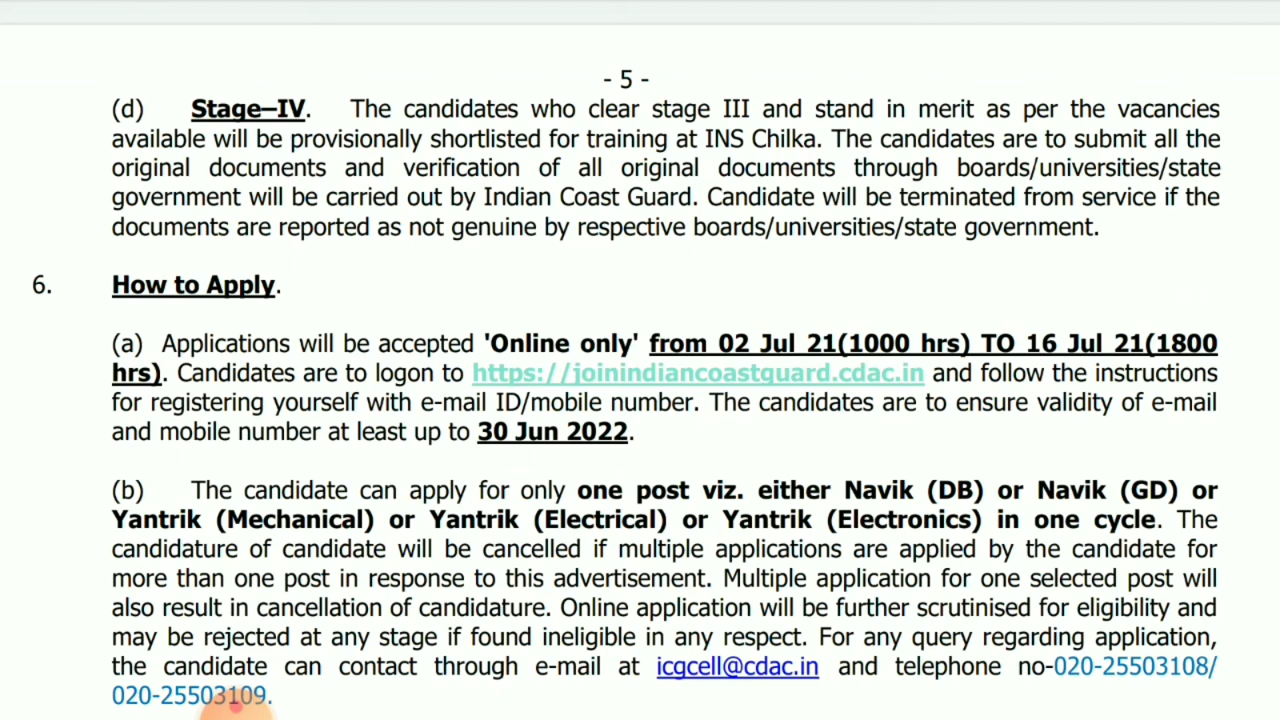 - 5 -
(d) Stage–IV. The candidates who clear stage III and stand in merit as per the vacancies
available will be provisionally shortlisted for training at INS Chilka. The candidates are to submit all the
original documents and verification of all original documents through boards/universities/state
government will be carried out by Indian Coast Guard. Candidate will be terminated from service if the
documents are reported as not genuine by respective boards/universities/state government.
6. How to Apply.
(a) Applications will be accepted 'Online only' from 02 Jul 21(1000 hrs) TO 16 Jul 21(1800
hrs). Candidates are to logon to https://joinindiancoastguard.cdac.in and follow the instructions
for registering yourself with e-mail ID/mobile number. The candidates are to ensure validity of e-mail
and mobile number at least up to 30 Jun 2022.
(b) The candidate can apply for only one post viz. either Navik (DB) or Navik (GD) or
Yantrik (Mechanical) or Yantrik (Electrical) or Yantrik (Electronics) in one cycle. The
candidature of candidate will be cancelled if multiple applications are applied by the candidate for
more than one post in response to this advertisement. Multiple application for one selected post will
also result in cancellation of candidature. Online application will be further scrutinised for eligibility and
may be rejected at any stage if found ineligible in any respect. For any query regarding application,
the candidate can contact through e-mail at icgcell@cdac.in and telephone no-020-25503108/
020-25503109.